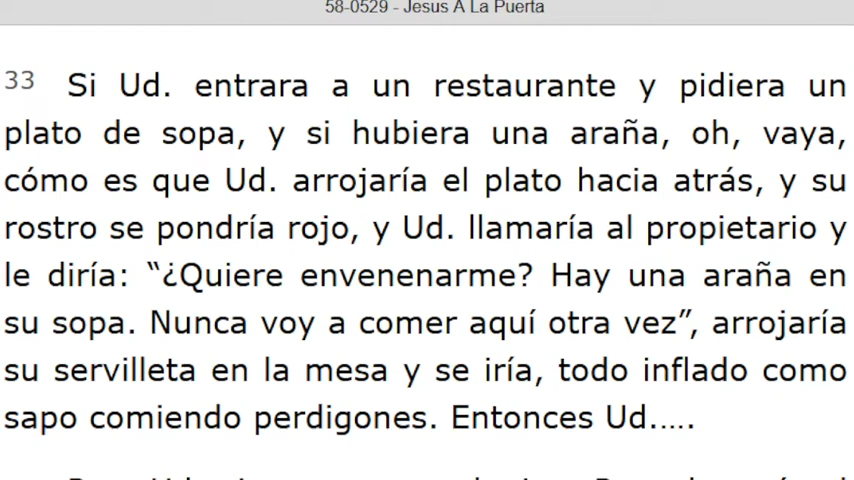 58-0529 - Jesus A La Puerta
33 Si Ud. entrara a un restaurante y pidiera un
plato de sopa, y si hubiera una araña, oh, vaya,
cómo es que Ud. arrojaría el plato hacia atrás, y su
rostro se pondría rojo, y Ud. llamaría al propietario y
le diría: “¿Quiere envenenarme? Hay una araña en
su sopa. Nunca voy a comer aquí otra vez”, arrojaría
su servilleta en la mesa y se iría, todo inflado como
sapo comiendo perdigones. Entonces Ud.….